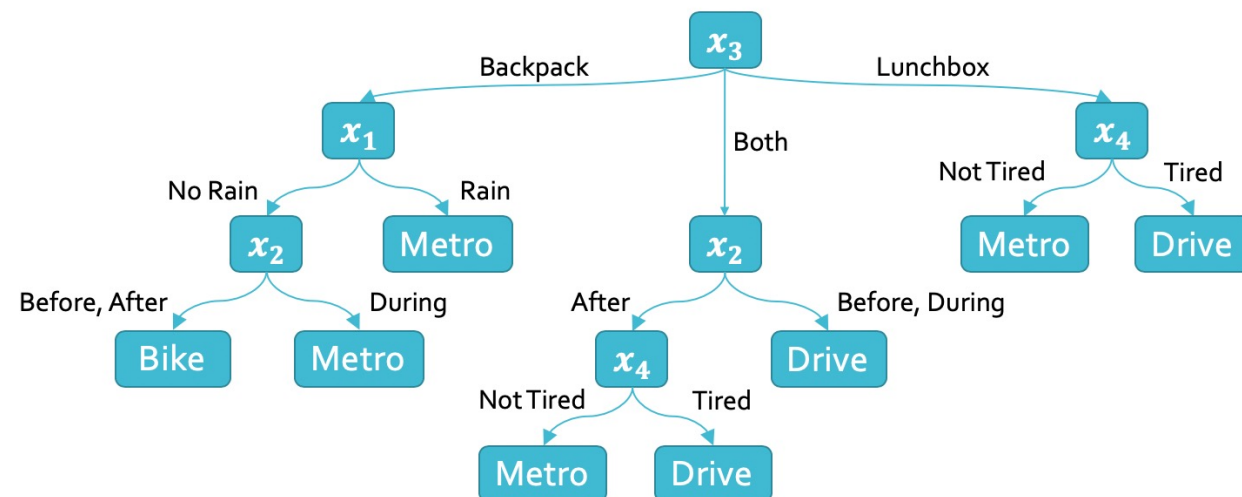 x₃
Backpack
Lunchbox
x₁
Both
x₄
No Rain
Rain
Not Tired
Tired
x₂
Metro
x₂
Metro
Drive
Before, After
During
After
Before, During
Bike
Metro
x₄
Drive
Not Tired
Tired
Metro
Drive